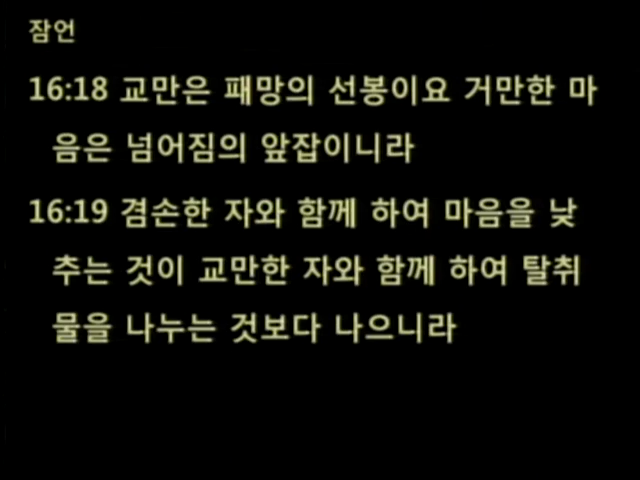 잠언
16:18 교만은 패망의 선봉이요 거만한 마
음은 넘어짐의 앞잡이니라
16:19 겸손한 자와 함께 하여 마음을 낮
추는 것이 교만한 자와 함께 하여 탈취
물을 나누는 것보다 나으니라